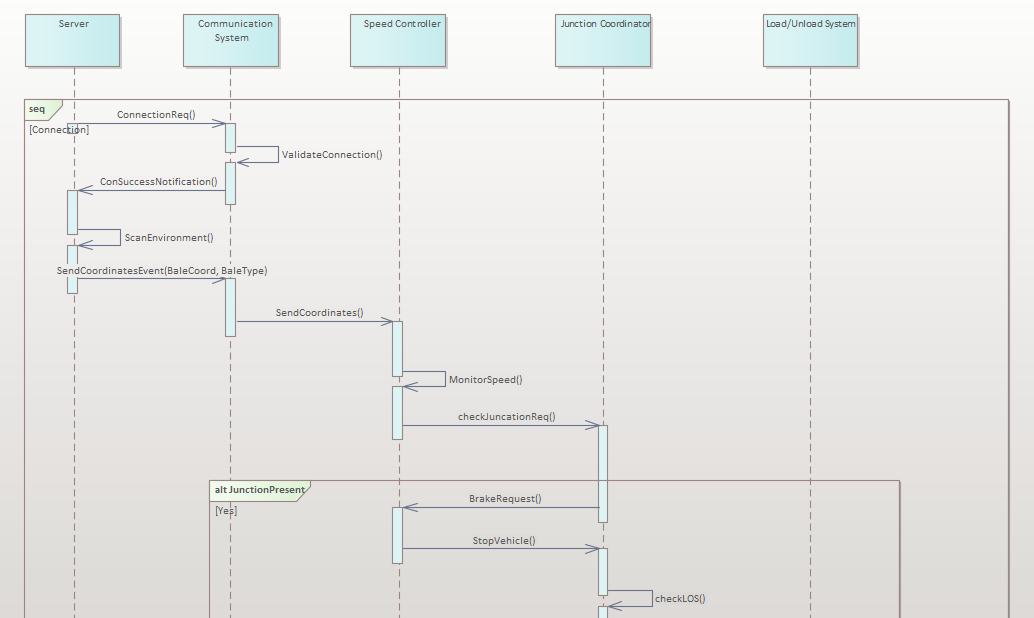 Server
Communication
System
Speed Controller
Junction Coordinator
Load/Unload System
seq
[Connection]
ConnectionReq()
ValidateConnection()
ConSuccessNotification()
ScanEnvironment()
SendCoordinatesEvent(BaleCoord, BaleType)
SendCoordinates()
MonitorSpeed()
checkJuncationReq()
alt JunctionPresent
[Yes]
BrakeRequest()
StopVehicle()
checkLOS()